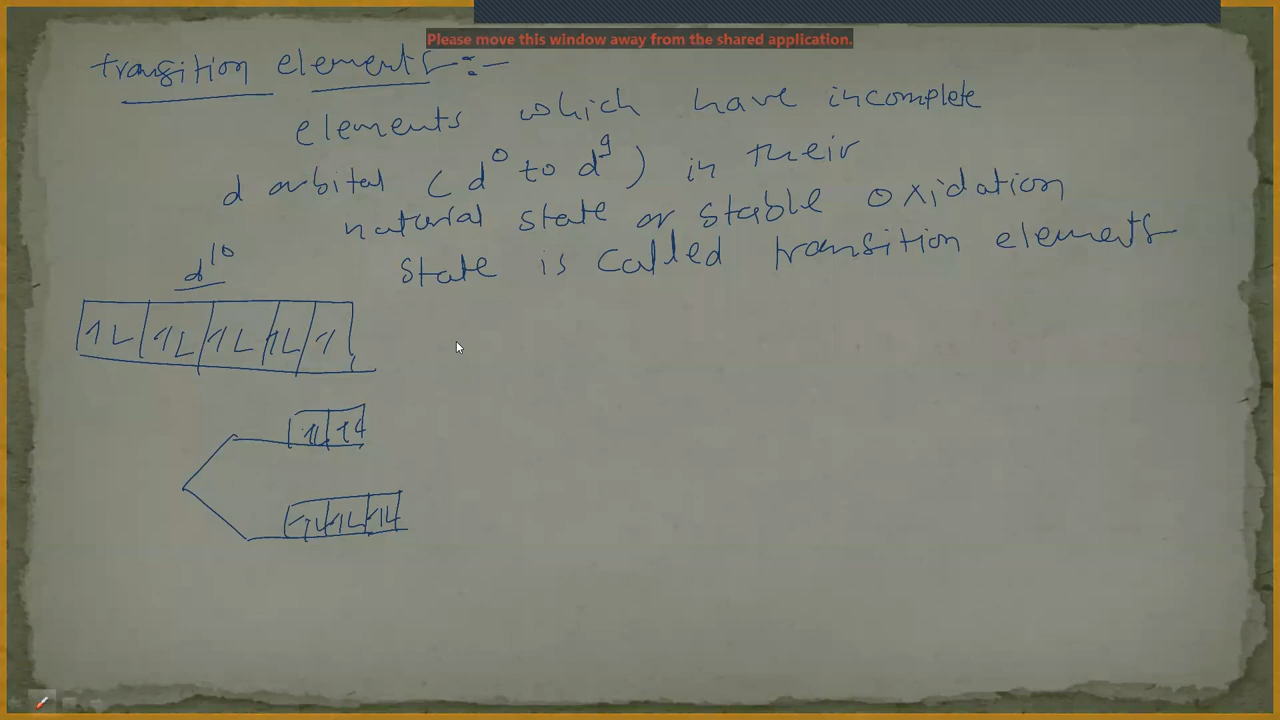 Please move this window away from the shared application.
transition elements :-
elements which have incomplete
d orbital (d⁰ to d⁹) in their
natural state or stable oxidation
state is called transition elements
d¹⁰